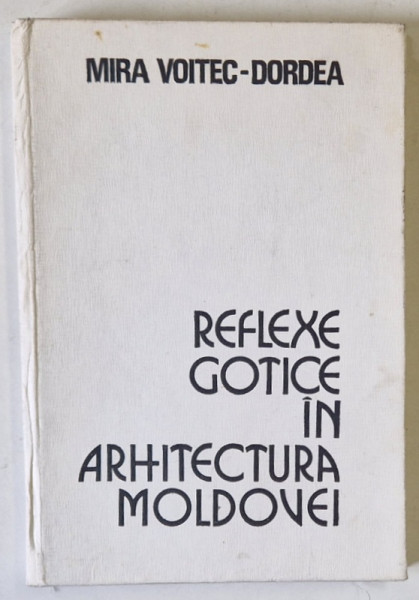 MIRA VOITEC-DORDEA
REFLEXE
GOTICE
ÎN
ARHITECTURA
MOLDOVEI